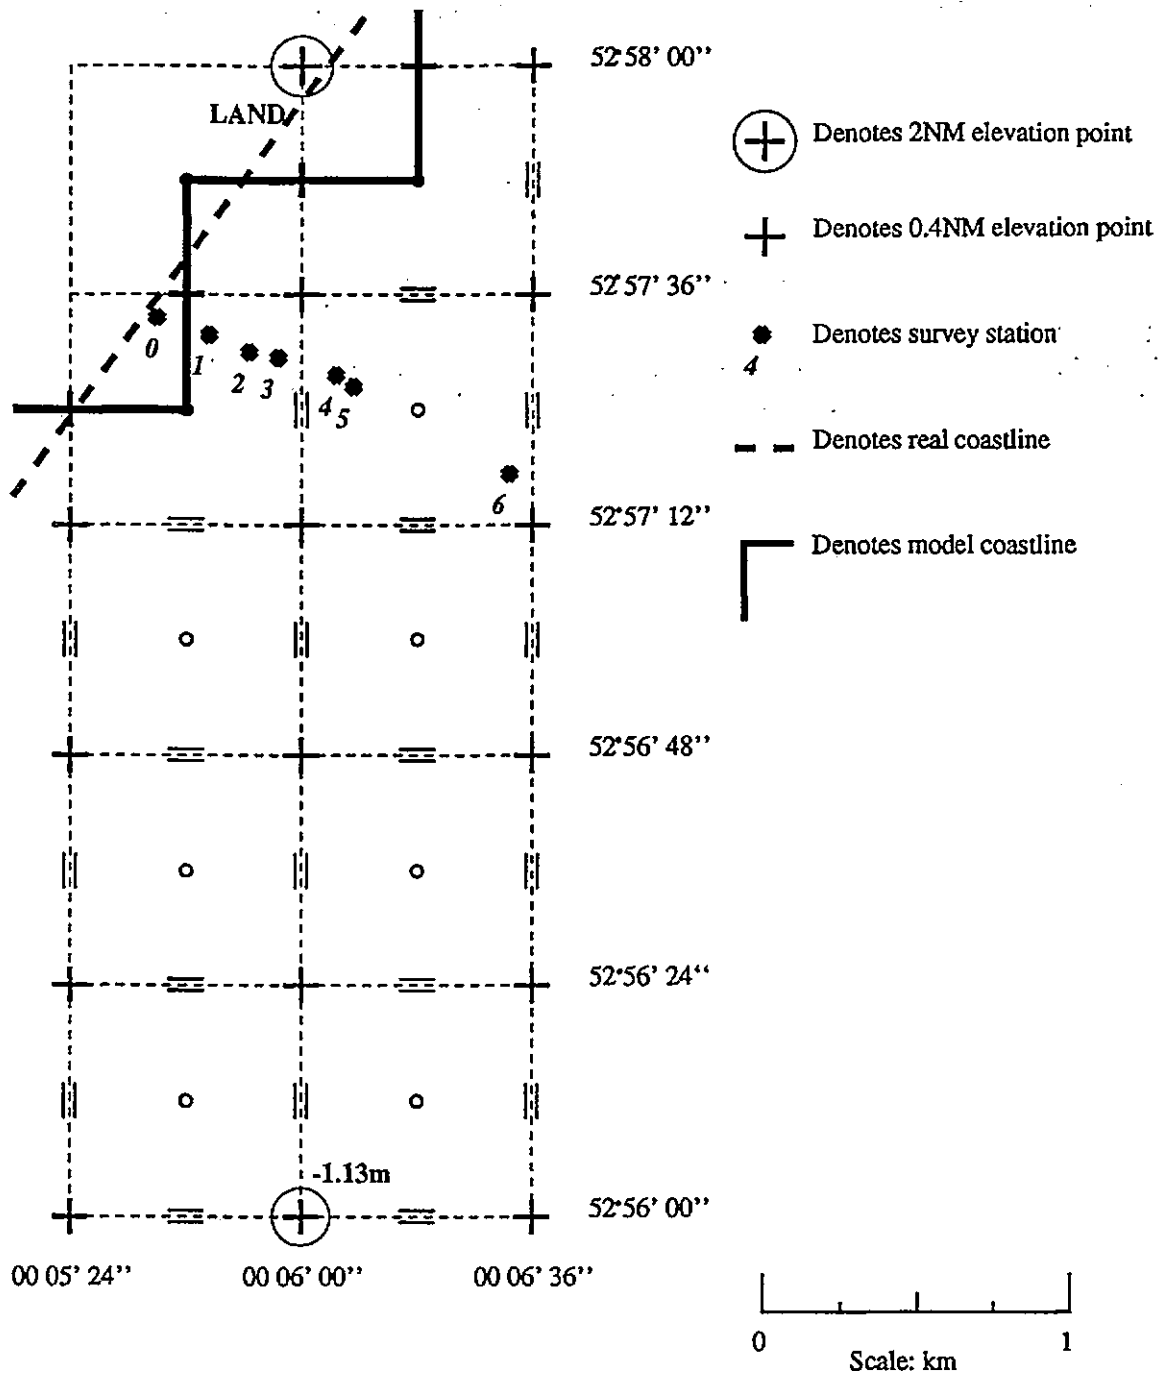 52°58' 00''
LAND
Denotes 2NM elevation point
Denotes 0.4NM elevation point
52°57' 36''
Denotes survey station
0
1
2
3
4
5
4
Denotes real coastline
6
52°57' 12''
Denotes model coastline
52°56' 48''
52°56' 24''
-1.13m
52°56' 00''
00 05' 24''
00 06' 00''
00 06' 36''
0
1
Scale: km